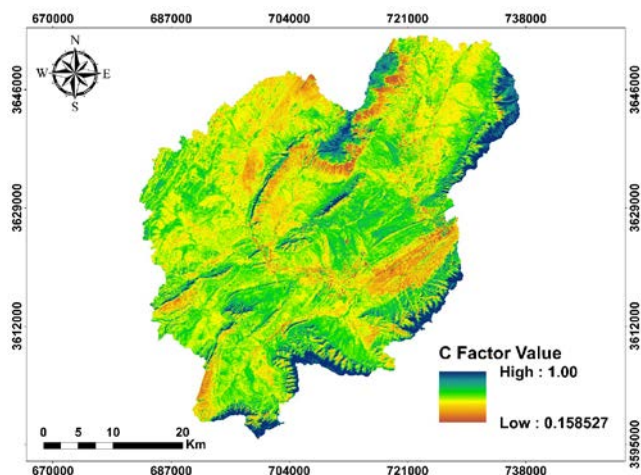 670000 687000 704000 721000 738000
N
W E
S
3646000 3646000
3629000 3629000
3612000 3612000
3595000 3595000
C Factor Value
High : 1.00
Low : 0.158527
0 5 10 20
Km
670000 687000 704000 721000 738000